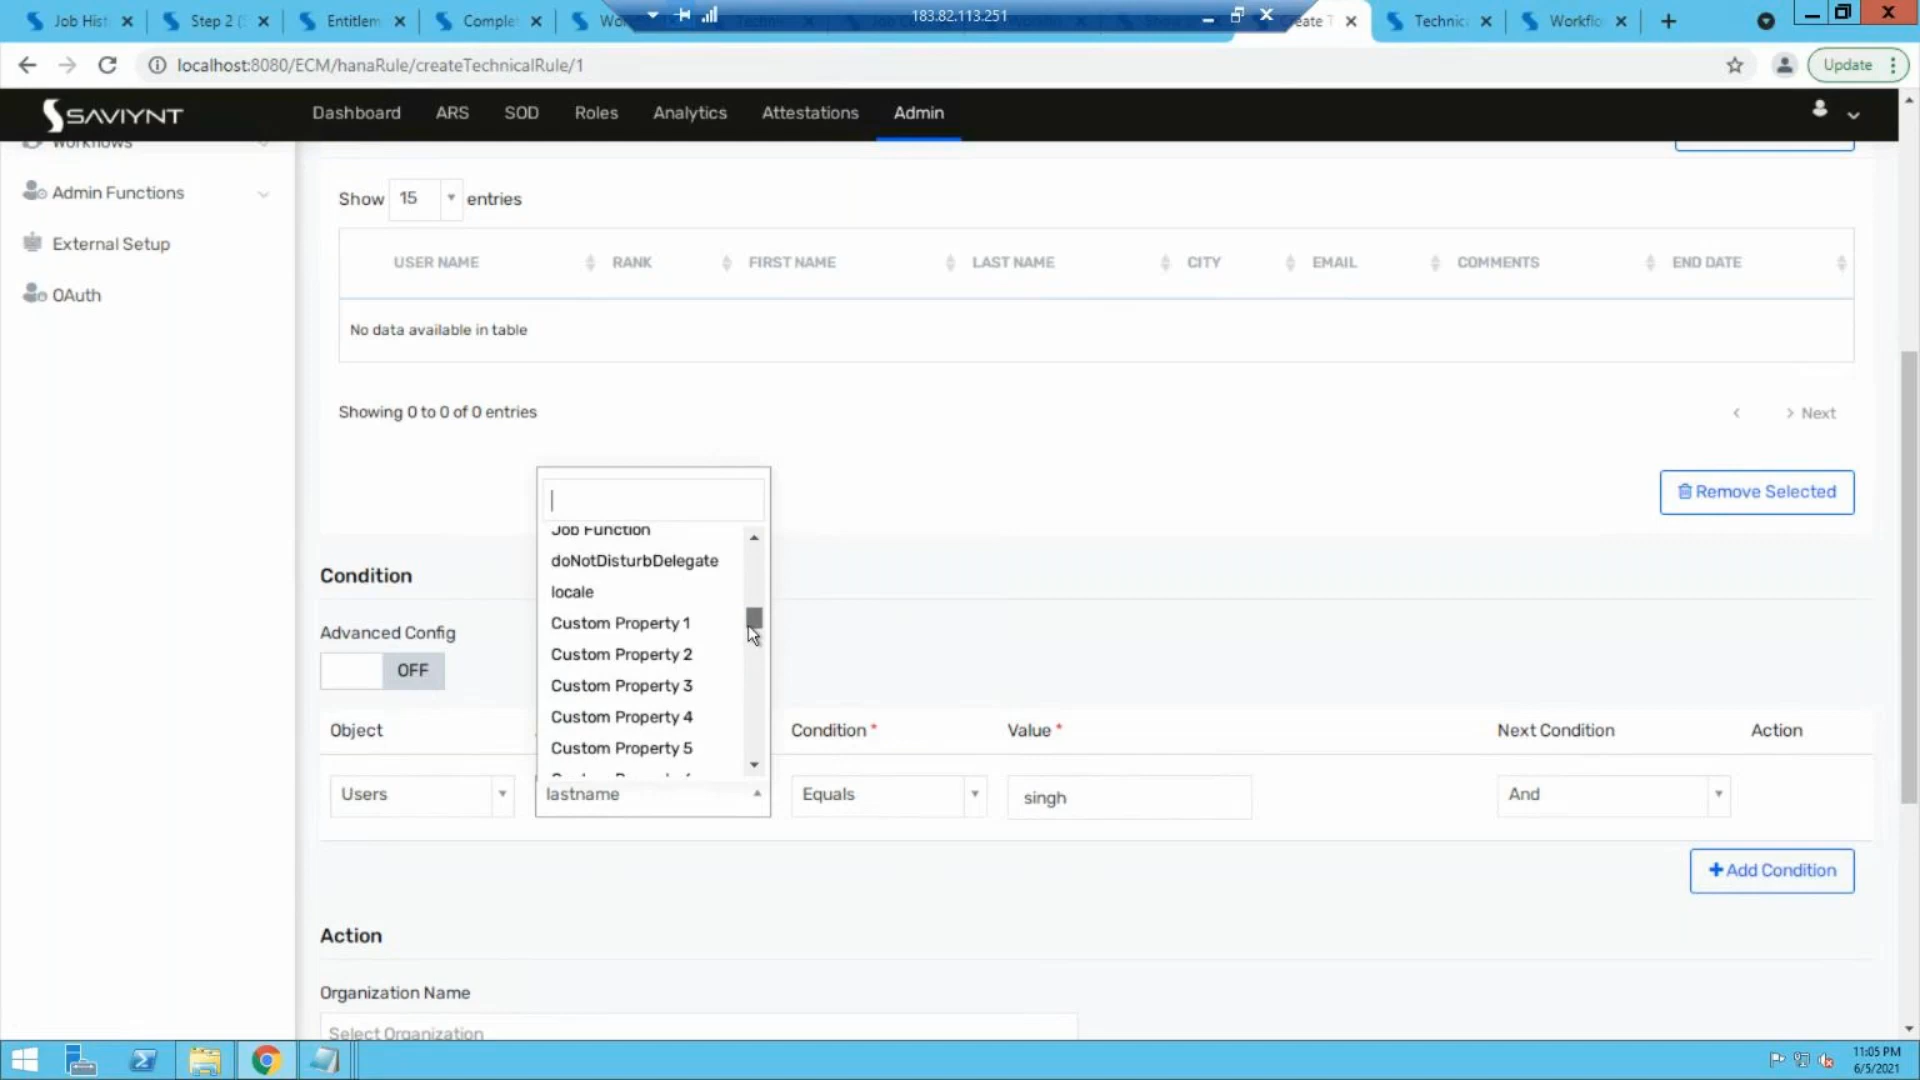 Job Hist
Step 2 (
Entitlem
Comple
Wo
183.82.113.251
Create T
Technic
Workflo
localhost:8080/ECM/hanaRule/createTechnicalRule/1
Update
SAVIYNT
Dashboard
ARS
SOD
Roles
Analytics
Attestations
Admin
Workflows
Admin Functions
External Setup
OAuth
Show 15 entries
USER NAME
RANK
FIRST NAME
LAST NAME
CITY
EMAIL
COMMENTS
END DATE
No data available in table
Showing 0 to 0 of 0 entries
< > Next
Remove Selected
Job Function
doNotDisturbDelegate
locale
Custom Property 1
Custom Property 2
Custom Property 3
Custom Property 4
Custom Property 5
Condition
Advanced Config
OFF
Object
Condition *
Value *
Next Condition
Action
Users
lastname
Equals
singh
And
+ Add Condition
Action
Organization Name
Select Organization
11:05 PM
6/5/2021